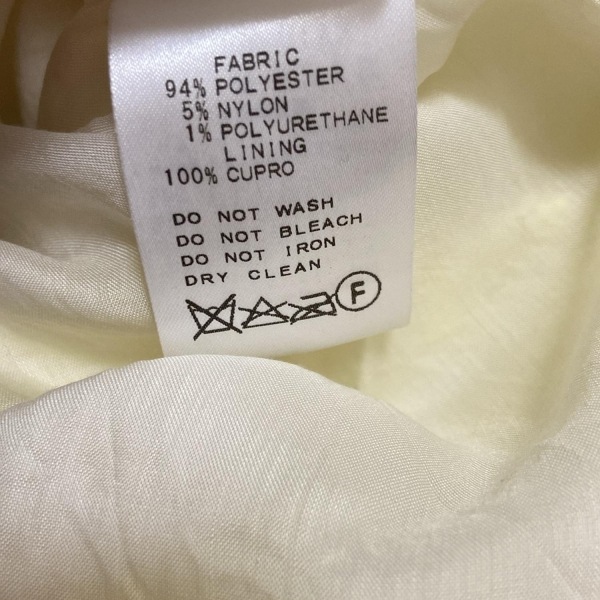 FABRIC
94% POLYESTER
5% NYLON
1% POLYURETHANE
LINING
100% CUPRO
DO NOT WASH
DO NOT BLEACH
DO NOT IRON
DRY CLEAN
F